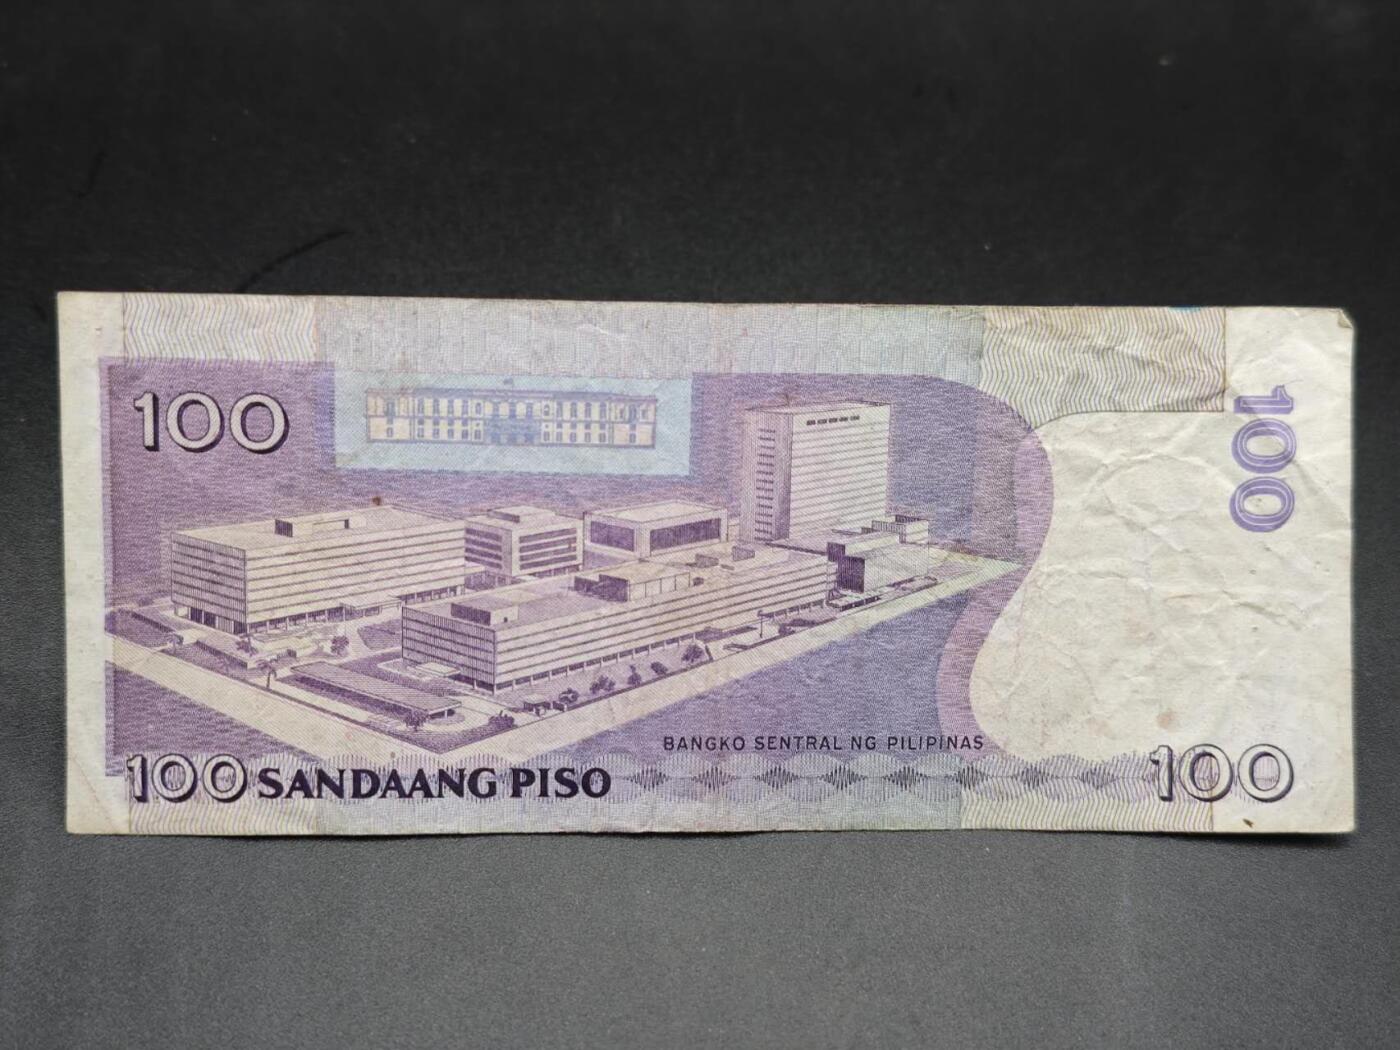 100
100
BANGKO SENTRAL NG PILIPINAS
100 SANDAANG PISO
100